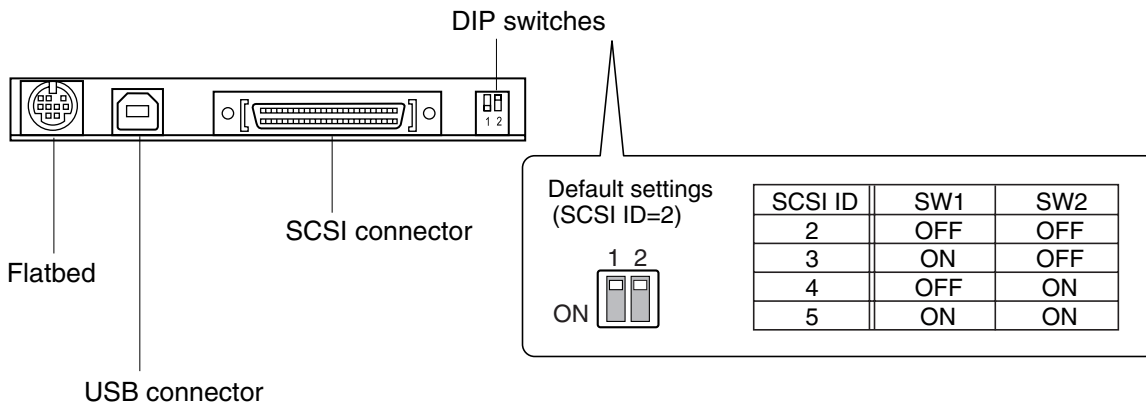 DIP switches
1 2
SCSI connector
Flatbed
USB connector
Default settings
(SCSI ID=2)
1 2
ON
SCSI ID SW1 SW2
2 OFF OFF
3 ON OFF
4 OFF ON
5 ON ON